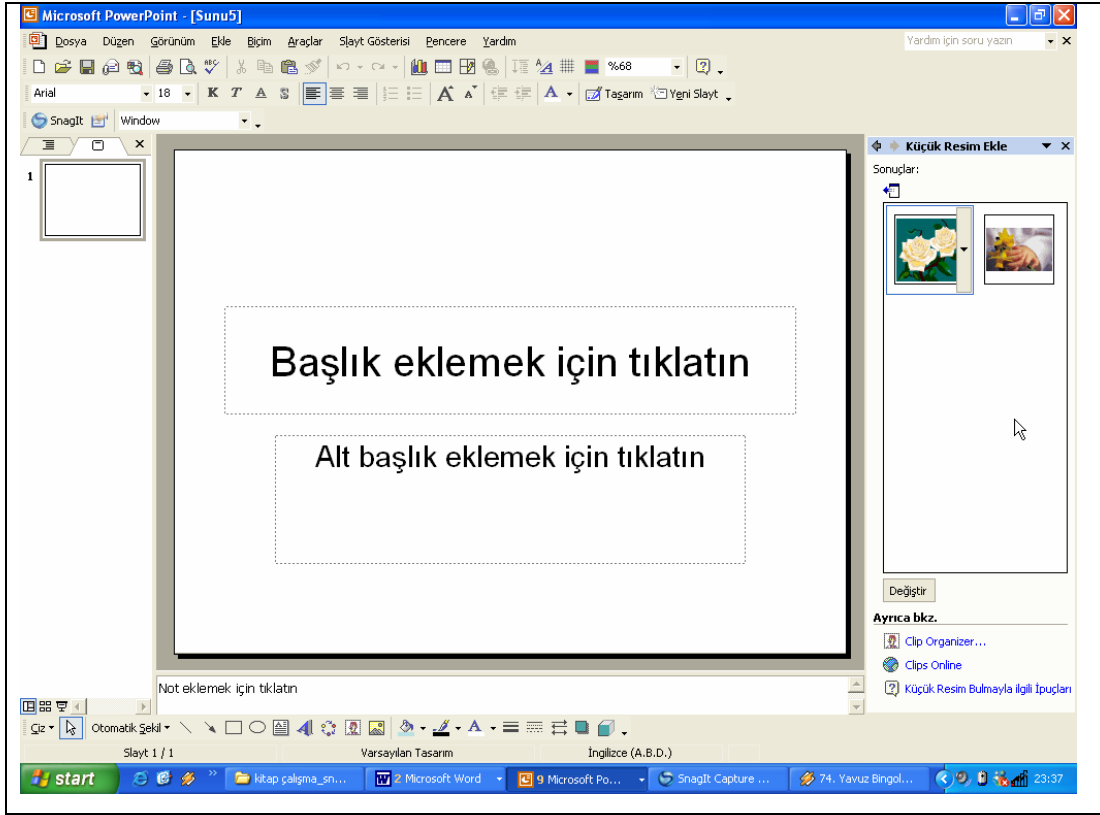 Microsoft PowerPoint - [Sunu5]
Dosya Düzen Görünüm Ekle Biçim Araçlar Slayt Gösterisi Pencere Yardım
Yardım için soru yazın
%68
Arial 18 K T A S Tasarım Yeni Slayt
SnagIt Window
Küçük Resim Ekle
Sonuçlar:
1
Başlık eklemek için tıklatın
Alt başlık eklemek için tıklatın
Değiştir
Ayrıca bkz.
Clip Organizer...
Clips Online
Küçük Resim Bulmayla ilgili İpuçları
Not eklemek için tıklatın
Çiz Otomatik Şekil
Slayt 1 / 1 Varsayılan Tasarım İngilizce (A.B.D.)
start kitap çalışma_sn... 2 Microsoft Word 9 Microsoft Po... SnagIt Capture ... 74. Yavuz Bingol... 23:37